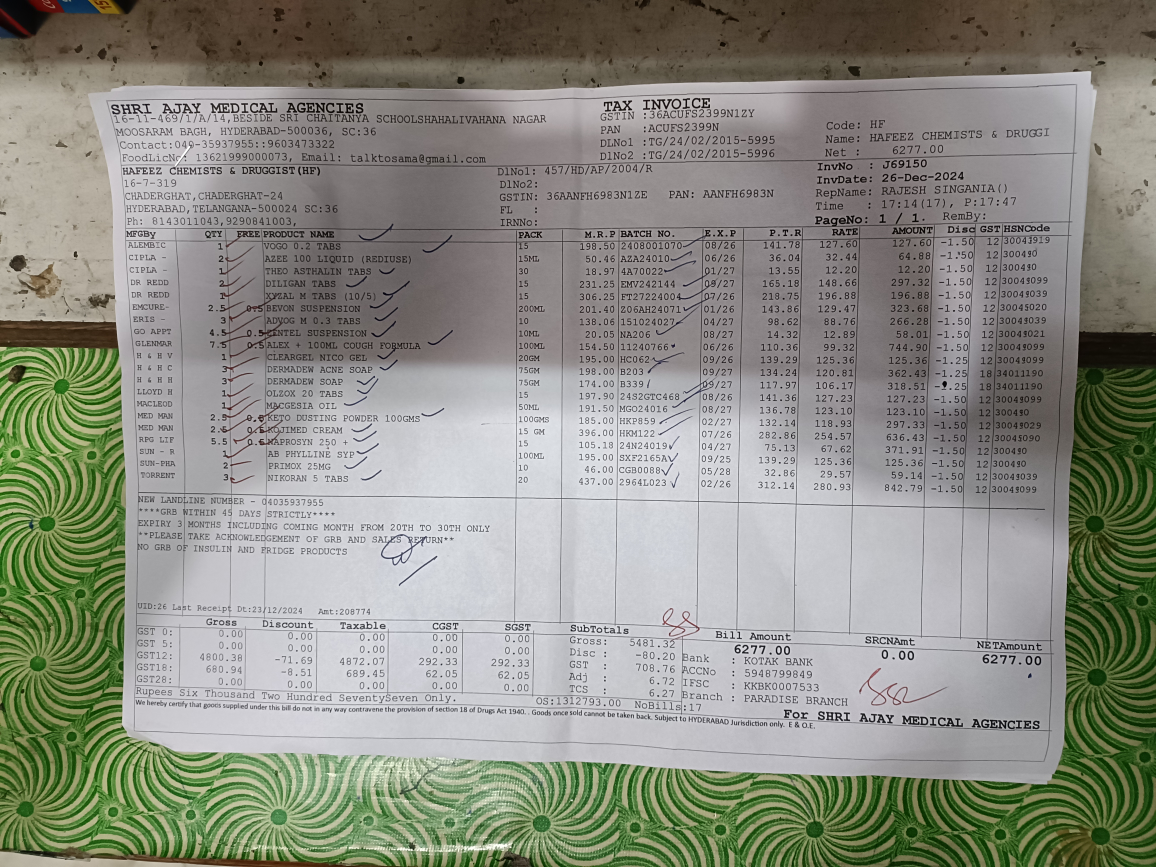 SHRI AJAY MEDICAL AGENCIES
16-11-469/1/A/14,BESIDE SRI CHAITANYA SCHOOLSHAHALIVAHANA NAGAR
MOOSARAM BAGH, HYDERABAD-500036, SC:36
Contact:040-35937955::9603473322
FoodLicNo: 13621999000073, Email: talktosama@gmail.com
TAX INVOICE
GSTIN :36ACUFS2399N1ZY
PAN :ACUFS2399N
DLNo1 :TG/24/02/2015-5995
DlNo2 :TG/24/02/2015-5996
Code: HF
Name: HAFEEZ CHEMISTS & DRUGGI
Net : 6277.00
HAFEEZ CHEMISTS & DRUGGIST(HF)
16-7-319
CHADERGHAT,CHADERGHAT-24
HYDERABAD,TELANGANA-500024 SC:36
Ph: 8143011043,9290841003,
DlNo1: 457/HD/AP/2004/R
DlNo2:
GSTIN: 36AANFH6983N1ZE PAN: AANFH6983N
FL :
IRNNo:
InvNo : J69150
InvDate: 26-Dec-2024
RepName: RAJESH SINGANIA()
Time : 17:14(17), P:17:47
PageNo: 1 / 1. RemBy:
MFGBy QTY FREE PRODUCT NAME PACK M.R.P BATCH NO. E.X.P P.T.R RATE AMOUNT Disc GST HSNCode
ALEMBIC 1 VOGO 0.2 TABS 15 198.50 2408001070 08/26 141.78 127.60 127.60 -1.50 12 30043919
CIPLA - 2 AZEE 100 LIQUID (REDIUSE) 15ML 50.46 AZA24010 06/26 36.04 32.44 64.88 -1.50 12 300490
CIPLA - 1 THEO ASTHALIN TABS 30 18.97 4A70022 01/27 13.55 12.20 12.20 -1.50 12 300490
DR REDD 2 DILIGAN TABS 15 231.25 EMV242144 09/27 165.18 148.66 297.32 -1.50 12 30049099
DR REDD 1 XYZAL M TABS (10/5) 15 306.25 FT27224004 07/26 218.75 196.88 196.88 -1.50 12 30049039
EMCURE- 2.5 0.5 BEVON SUSPENSION 200ML 201.40 Z06AH24071 01/26 143.86 129.47 323.68 -1.50 12 30045020
ERIS - 3 ADVOG M 0.3 TABS 10 138.06 151024027 04/27 98.62 88.76 266.28 -1.50 12 30049039
GO APPT 4.5 0.5 ZENTEL SUSPENSION 10ML 20.05 NA206 08/27 14.32 12.89 58.01 -1.50 12 30049021
GLENMAR 7.5 0.5 ALEX + 100ML COUGH FORMULA 100ML 154.50 11240766 06/26 110.36 99.32 744.90 -1.50 12 30049099
H & H V 1 CLEARGEL NICO GEL 20GM 195.00 HC062 09/26 139.29 125.36 125.36 -1.50 12 30049099
H & H C 3 DERMADEW ACNE SOAP 75GM 198.00 B203 09/27 134.24 120.81 362.43 -1.25 18 34011190
H & H H 3 DERMADEW SOAP 75GM 174.00 B339 09/27 117.97 106.17 318.51 -1.25 18 34011190
LLOYD H 1 OLZOX 20 TABS 15 197.90 24S2GTC468 08/26 141.36 127.23 127.23 -1.50 12 30049099
MACLEOD 1 MACGESIA OIL 50ML 191.50 MGO24016 08/27 136.78 123.10 123.10 -1.50 12 300490
MED MAN 2.5 0.5 KETO DUSTING POWDER 100GMS 100GMS 185.00 HKP859 02/27 132.14 118.93 297.33 -1.50 12 30049029
MED MAN 2.5 0.5 KOJIMED CREAM 15 GM 396.00 HKM122 07/26 282.86 254.57 636.43 -1.50 12 30045090
RPG LIF 5.5 0.5 NAPROSYN 250 + 15 105.18 24N24019 04/27 75.13 67.62 371.91 -1.50 12 30049099
SUN - R 1 AB PHYLLINE SYP 100ML 195.00 SXF2165A 09/25 139.29 125.36 125.36 -1.50 12 300490
SUN-PHA 2 PRIMOX 25MG 10 46.00 CGB0088 05/28 32.86 29.57 59.14 -1.50 12 300490
TORRENT 3 NIKORAN 5 TABS 20 437.00 2964L023 02/26 312.14 280.93 842.79 -1.50 12 30049099
NEW LANDLINE NUMBER - 04035937955
****GRB WITHIN 45 DAYS STRICTLY****
EXPIRY 3 MONTHS INCLUDING COMING MONTH FROM 20TH TO 30TH ONLY
**PLEASE TAKE ACKNOWLEDGEMENT OF GRB AND SALES RETURN**
NO GRB OF INSULIN AND FRIDGE PRODUCTS
UID:26 Last Receipt Dt:23/12/2024 Amt:208774
Gross Discount Taxable CGST SGST
GST 0: 0.00 0.00 0.00 0.00 0.00
GST 5: 0.00 0.00 0.00 0.00 0.00
GST12: 4800.38 -71.69 4872.07 292.33 292.33
GST18: 680.94 -8.51 689.45 62.05 62.05
GST28: 0.00 0.00 0.00 0.00 0.00
Rupees Six Thousand Two Hundred SeventySeven Only.
SubTotals
Gross: 5481.32
Disc : -80.20
GST : 708.76
Adj : 6.72
TCS : 6.27
OS:1312793.00 NoBills:17
Bill Amount SRCNAmt NETAmount
6277.00 0.00 6277.00
Bank : KOTAK BANK
ACCNo : 5948799849
IFSC : KKBK0007533
Branch : PARADISE BRANCH
We hereby certify that goods supplied under this bill do not in any way contravene the provision of section 18 of Drugs Act 1940. . Goods once sold cannot be taken back. Subject to HYDERABAD Jurisdiction only. E & O.E.
For SHRI AJAY MEDICAL AGENCIES